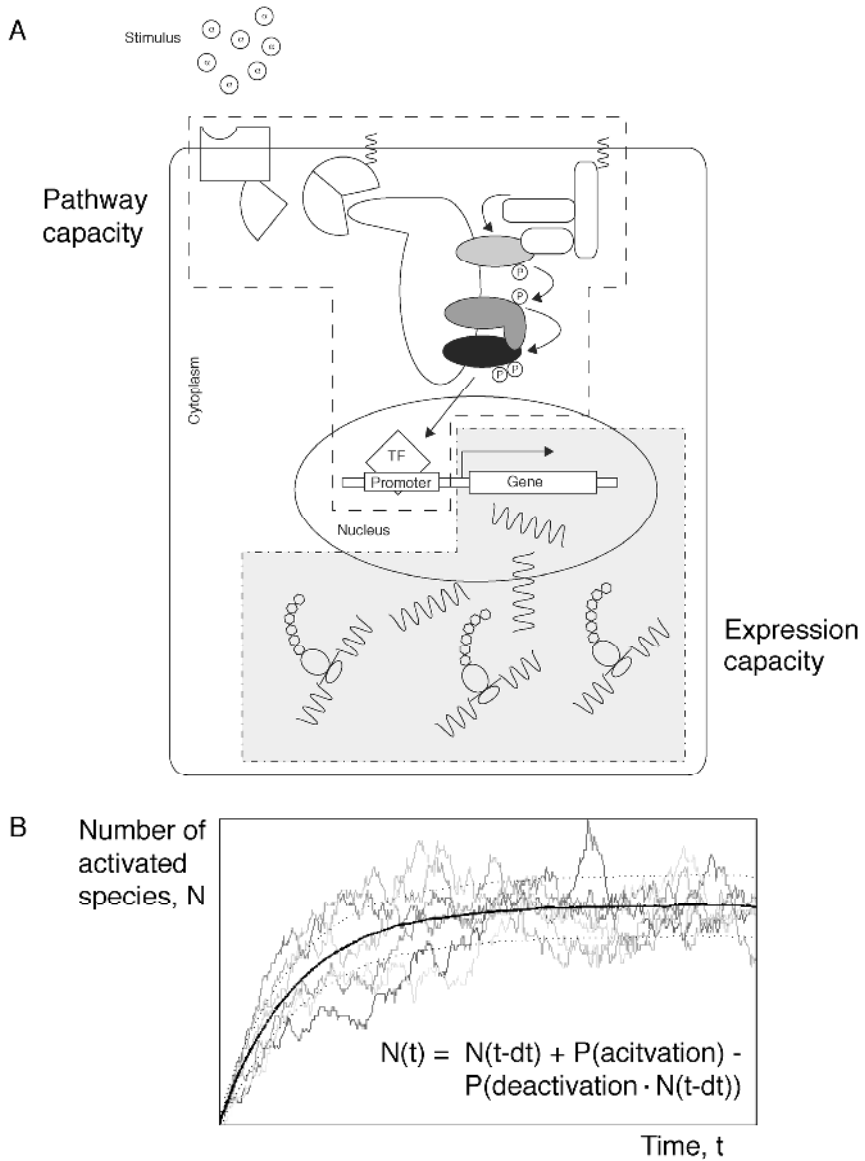 A
Stimulus
α
α
α
α
α
α
α
Pathway
capacity
P
P
P
P
Cytoplasm
TF
Promoter
Gene
Nucleus
Expression
capacity
B
Number of
activated
species, N
N(t) = N(t-dt) + P(acitvation) -
P(deactivation · N(t-dt))
Time, t